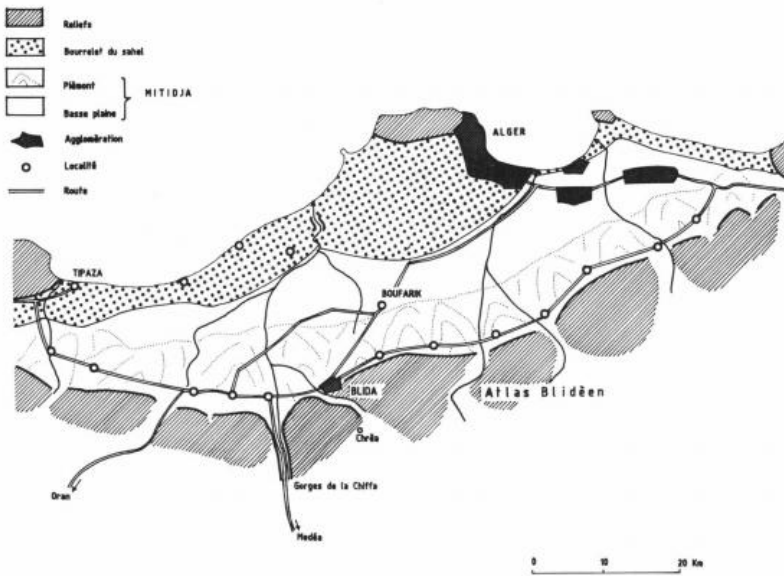 Reliefs
Bourrelet du sahel
Piémont
MITIDJA
Basse plaine
Agglomération
Localité
Route
ALGER
TIPAZA
BOUFARIK
BLIDA
Atlas Blidéen
Chréa
Gorges de la Chiffa
Oran
Medéa
0 10 20 Km